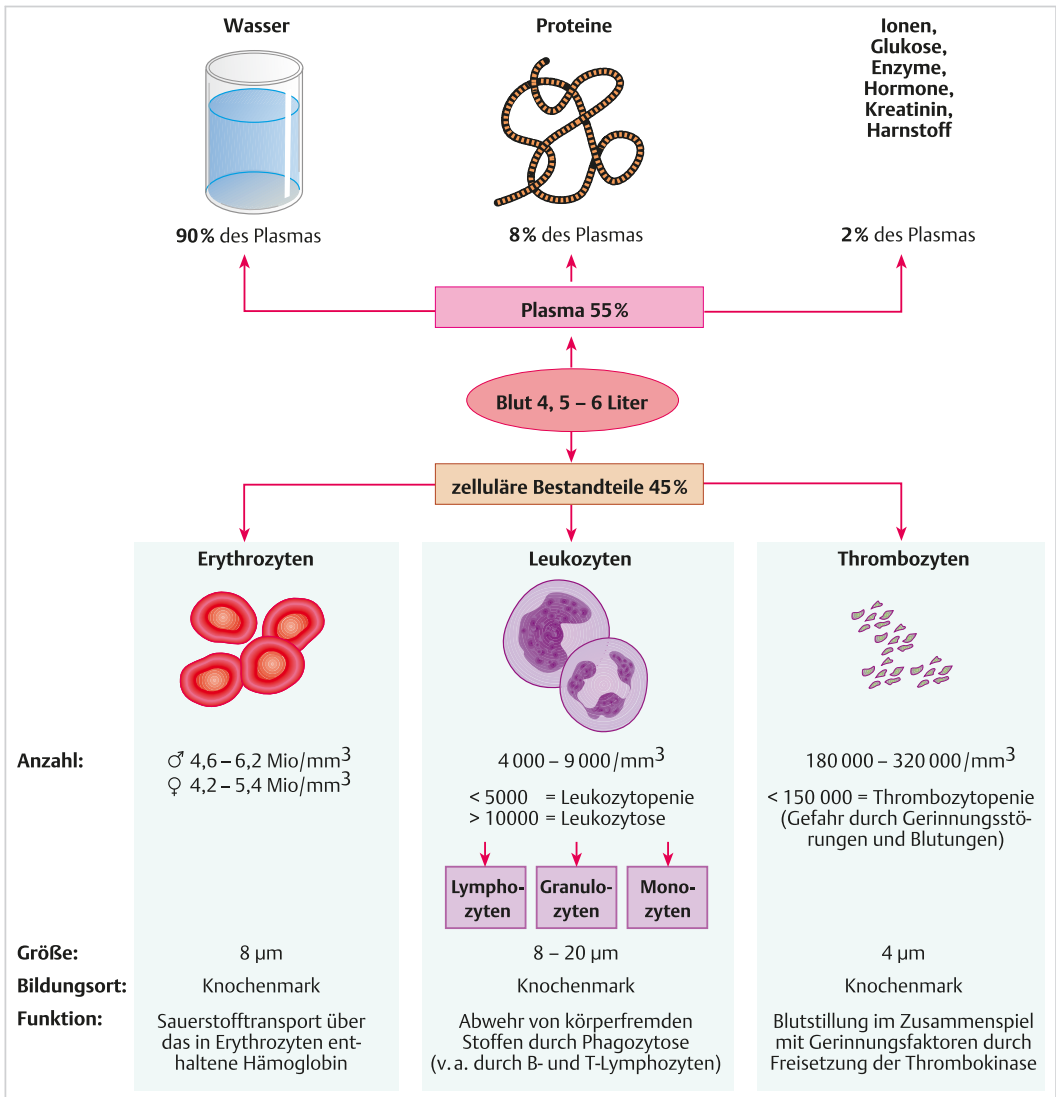 Wasser
Proteine
Ionen,
Glukose,
Enzyme,
Hormone,
Kreatinin,
Harnstoff
90% des Plasmas
8% des Plasmas
2% des Plasmas
Plasma 55%
Blut 4, 5 – 6 Liter
zelluläre Bestandteile 45%
Erythrozyten
Leukozyten
Thrombozyten
Anzahl:
♂ 4,6 – 6,2 Mio/mm³
♀ 4,2 – 5,4 Mio/mm³
4 000 – 9 000/mm³
< 5000 = Leukozytopenie
> 10000 = Leukozytose
180 000 – 320 000/mm³
< 150 000 = Thrombozytopenie
(Gefahr durch Gerinnungsstö-
rungen und Blutungen)
Lympho-
zyten
Granulo-
zyten
Mono-
zyten
Größe:
8 µm
8 – 20 µm
4 µm
Bildungsort:
Knochenmark
Knochenmark
Knochenmark
Funktion:
Sauerstofftransport über
das in Erythrozyten ent-
haltene Hämoglobin
Abwehr von körperfremden
Stoffen durch Phagozytose
(v. a. durch B- und T-Lymphozyten)
Blutstillung im Zusammenspiel
mit Gerinnungsfaktoren durch
Freisetzung der Thrombokinase